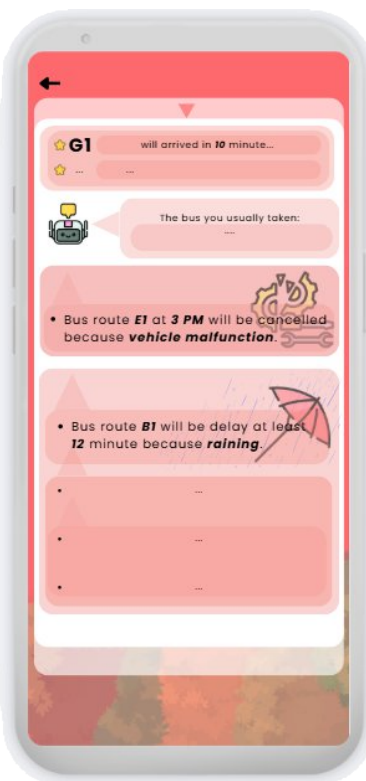 G1 will arrived in 10 minute...
... ...
The bus you usually taken:
....
• Bus route E1 at 3 PM will be cancelled
because vehicle malfunction.
• Bus route B1 will be delay at least
12 minute because raining.
• ...
• ...
• ...